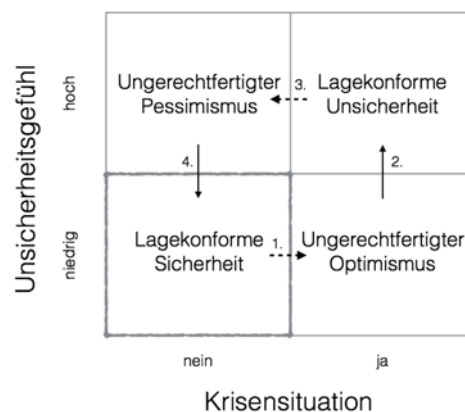 Unsicherheitsgefühl
hoch
niedrig
Ungerechtfertigter
Pessimismus
3.
Lagekonforme
Unsicherheit
4.
2.
Lagekonforme
Sicherheit
1.
Ungerechtfertigter
Optimismus
nein
ja
Krisensituation